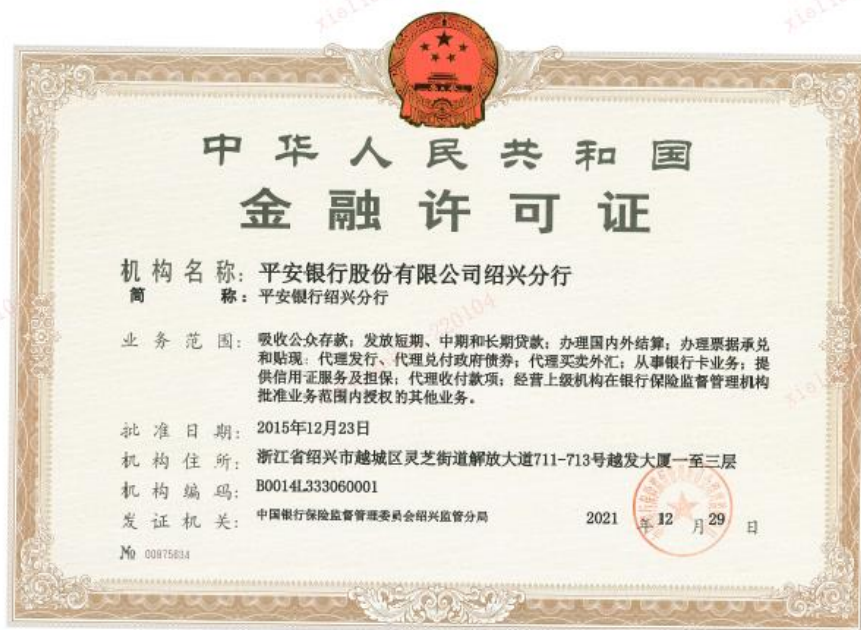 中华人民共和国
金融许可证
机构名称：平安银行股份有限公司绍兴分行
简称：平安银行绍兴分行
业务范围：吸收公众存款；发放短期、中期和长期贷款；办理国内外结算；办理票据承兑
和贴现；代理发行、代理兑付政府债券；代理买卖外汇；从事银行卡业务；提
供信用证服务及担保；代理收付款项；经营上级机构在银行保险监督管理机构
批准业务范围内授权的其他业务。
批准日期：2015年12月23日
机构住所：浙江省绍兴市越城区灵芝街道解放大道711-713号越发大厦一至三层
机构编码：B0014L333060001
发证机关：中国银行保险监督管理委员会绍兴监管分局
2021年12月29日
№ 00975634